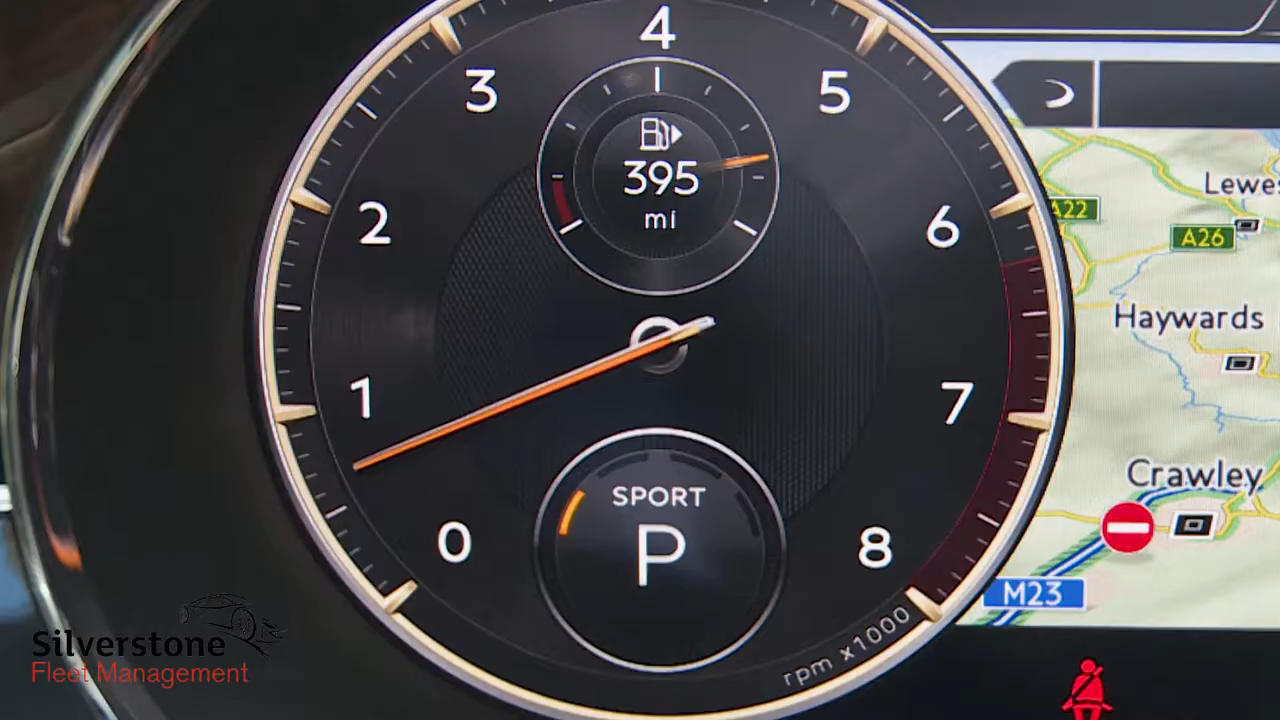 4
3
5
395
mi
2
6
1
7
SPORT
P
0
8
rpm x1000
Lewes
A22
A26
Haywards
Crawley
M23
Silverstone
Fleet Management